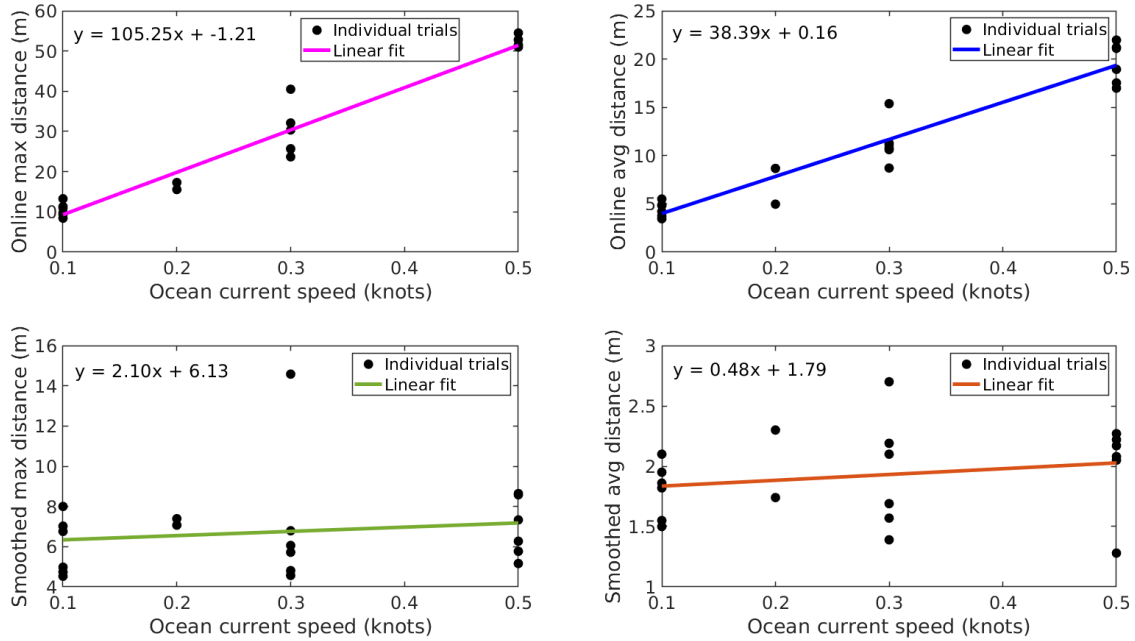 y = 105.25x + -1.21
Individual trials
Linear fit
60
50
40
30
20
10
0
0.1 0.2 0.3 0.4 0.5
Online max distance (m)
Ocean current speed (knots)
y = 38.39x + 0.16
Individual trials
Linear fit
25
20
15
10
5
0
0.1 0.2 0.3 0.4 0.5
Online avg distance (m)
Ocean current speed (knots)
y = 2.10x + 6.13
Individual trials
Linear fit
16
14
12
10
8
6
4
0.1 0.2 0.3 0.4 0.5
Smoothed max distance (m)
Ocean current speed (knots)
y = 0.48x + 1.79
Individual trials
Linear fit
3
2.5
2
1.5
1
0.1 0.2 0.3 0.4 0.5
Smoothed avg distance (m)
Ocean current speed (knots)